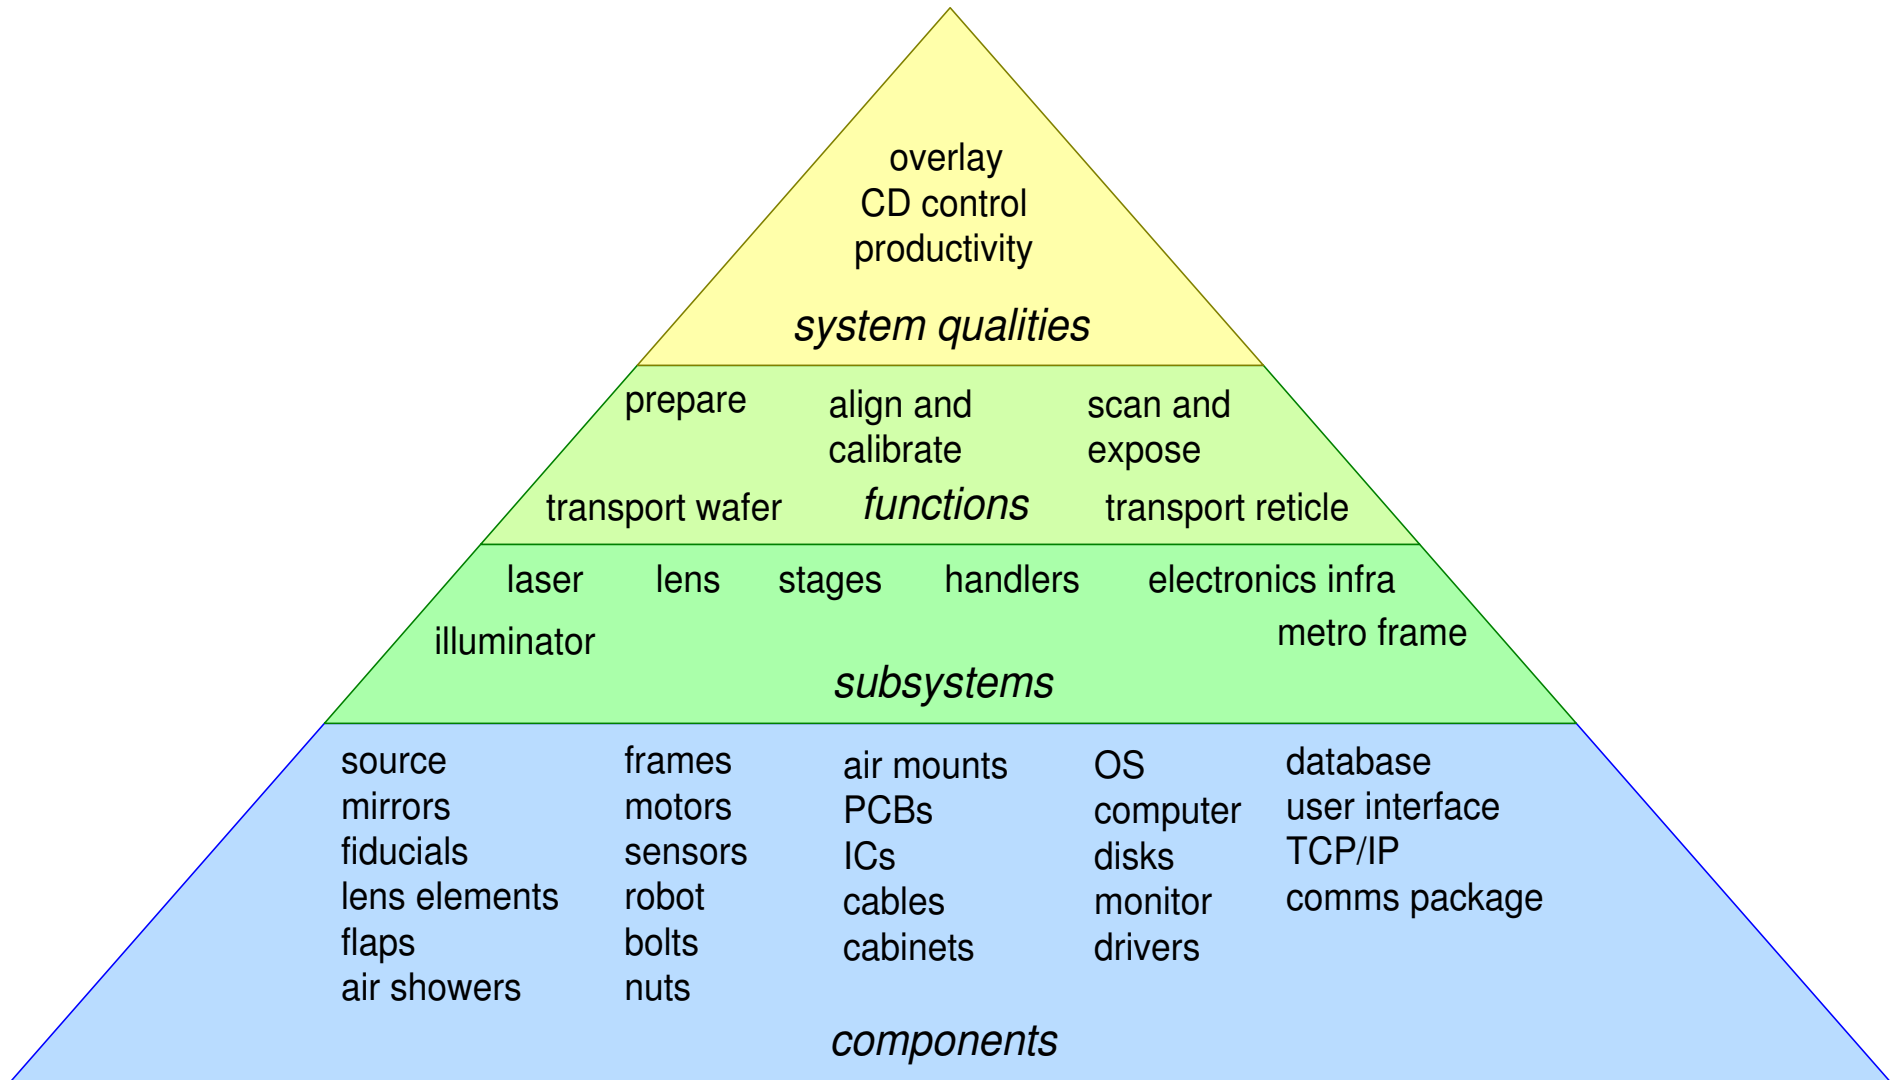 overlay
CD control
productivity
system qualities
prepare
align and
calibrate
scan and
expose
transport wafer
functions
transport reticle
laser
lens
stages
handlers
electronics infra
illuminator
metro frame
subsystems
source
mirrors
fiducials
lens elements
flaps
air showers
frames
motors
sensors
robot
bolts
nuts
air mounts
PCBs
ICs
cables
cabinets
OS
computer
disks
monitor
drivers
database
user interface
TCP/IP
comms package
components